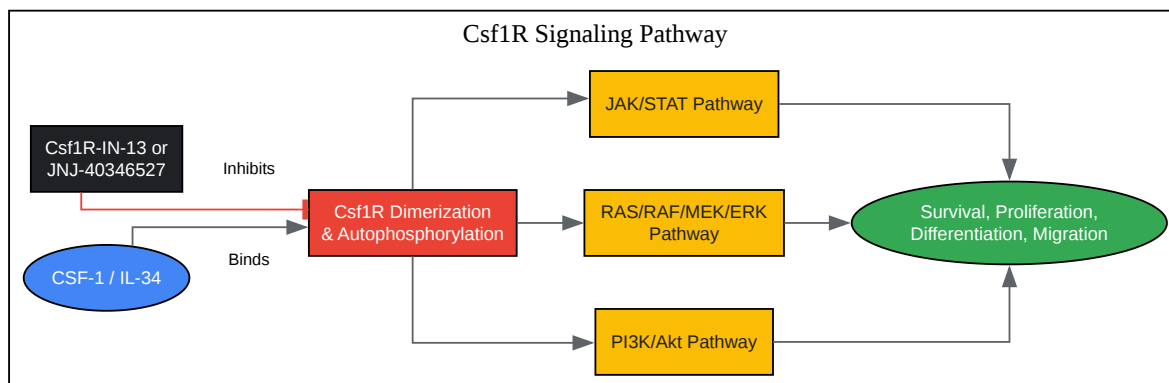 Csf1R Signaling Pathway
JAK/STAT Pathway
Csf1R-IN-13 or
JNJ-40346527
Inhibits
Csf1R Dimerization
& Autophosphorylation
RAS/RAF/MEK/ERK
Pathway
Survival, Proliferation,
Differentiation, Migration
Binds
CSF-1 / IL-34
PI3K/Akt Pathway